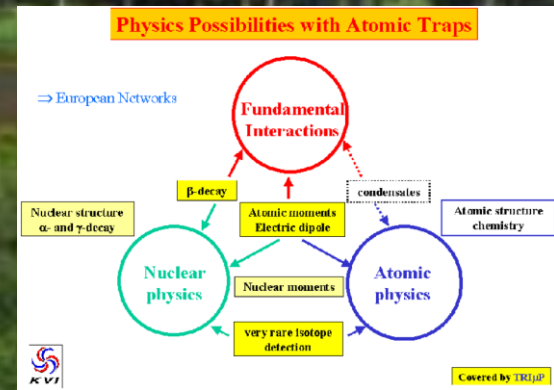 Physics Possibilities with Atomic Traps
⇒ European Networks
Fundamental
Interactions
β-decay
condensates
Nuclear structure
α- and γ-decay
Atomic moments
Electric dipole
Atomic structure
chemistry
Nuclear
physics
Nuclear moments
Atomic
physics
very rare isotope
detection
KVI
Covered by TRIμP